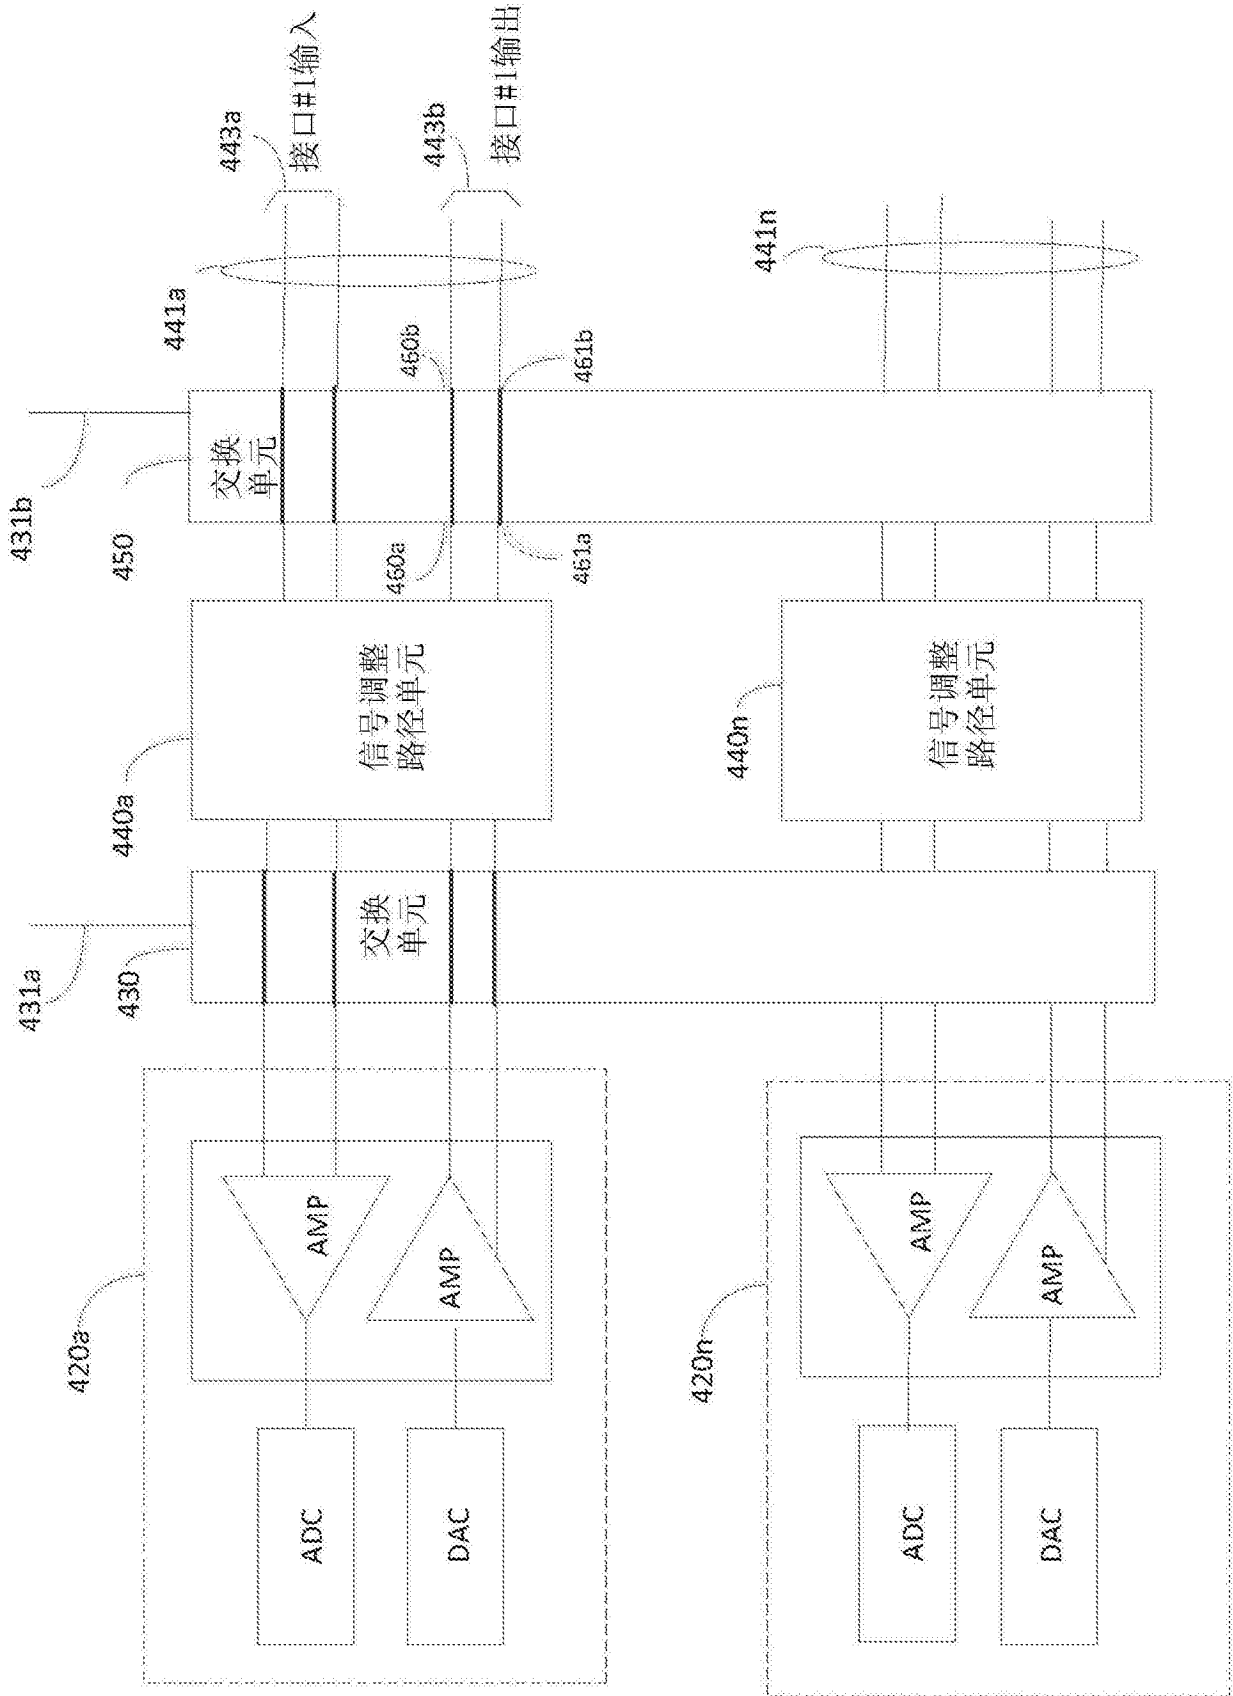 431a
430
440a
431b
450
441a
443a
接口#1输入
443b
接口#1输出
420a
ADC
DAC
AMP
AMP
交换
单元
信号调整
路径单元
交换
单元
460a
461a
460b
461b
420n
ADC
DAC
AMP
AMP
440n
信号调整
路径单元
441n